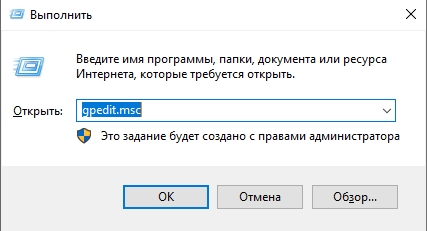 Выполнить
Введите имя программы, папки, документа или ресурса
Интернета, которые требуется открыть.
Открыть: gpedit.msc
Это задание будет создано с правами администратора
ОК Отмена Обзор...